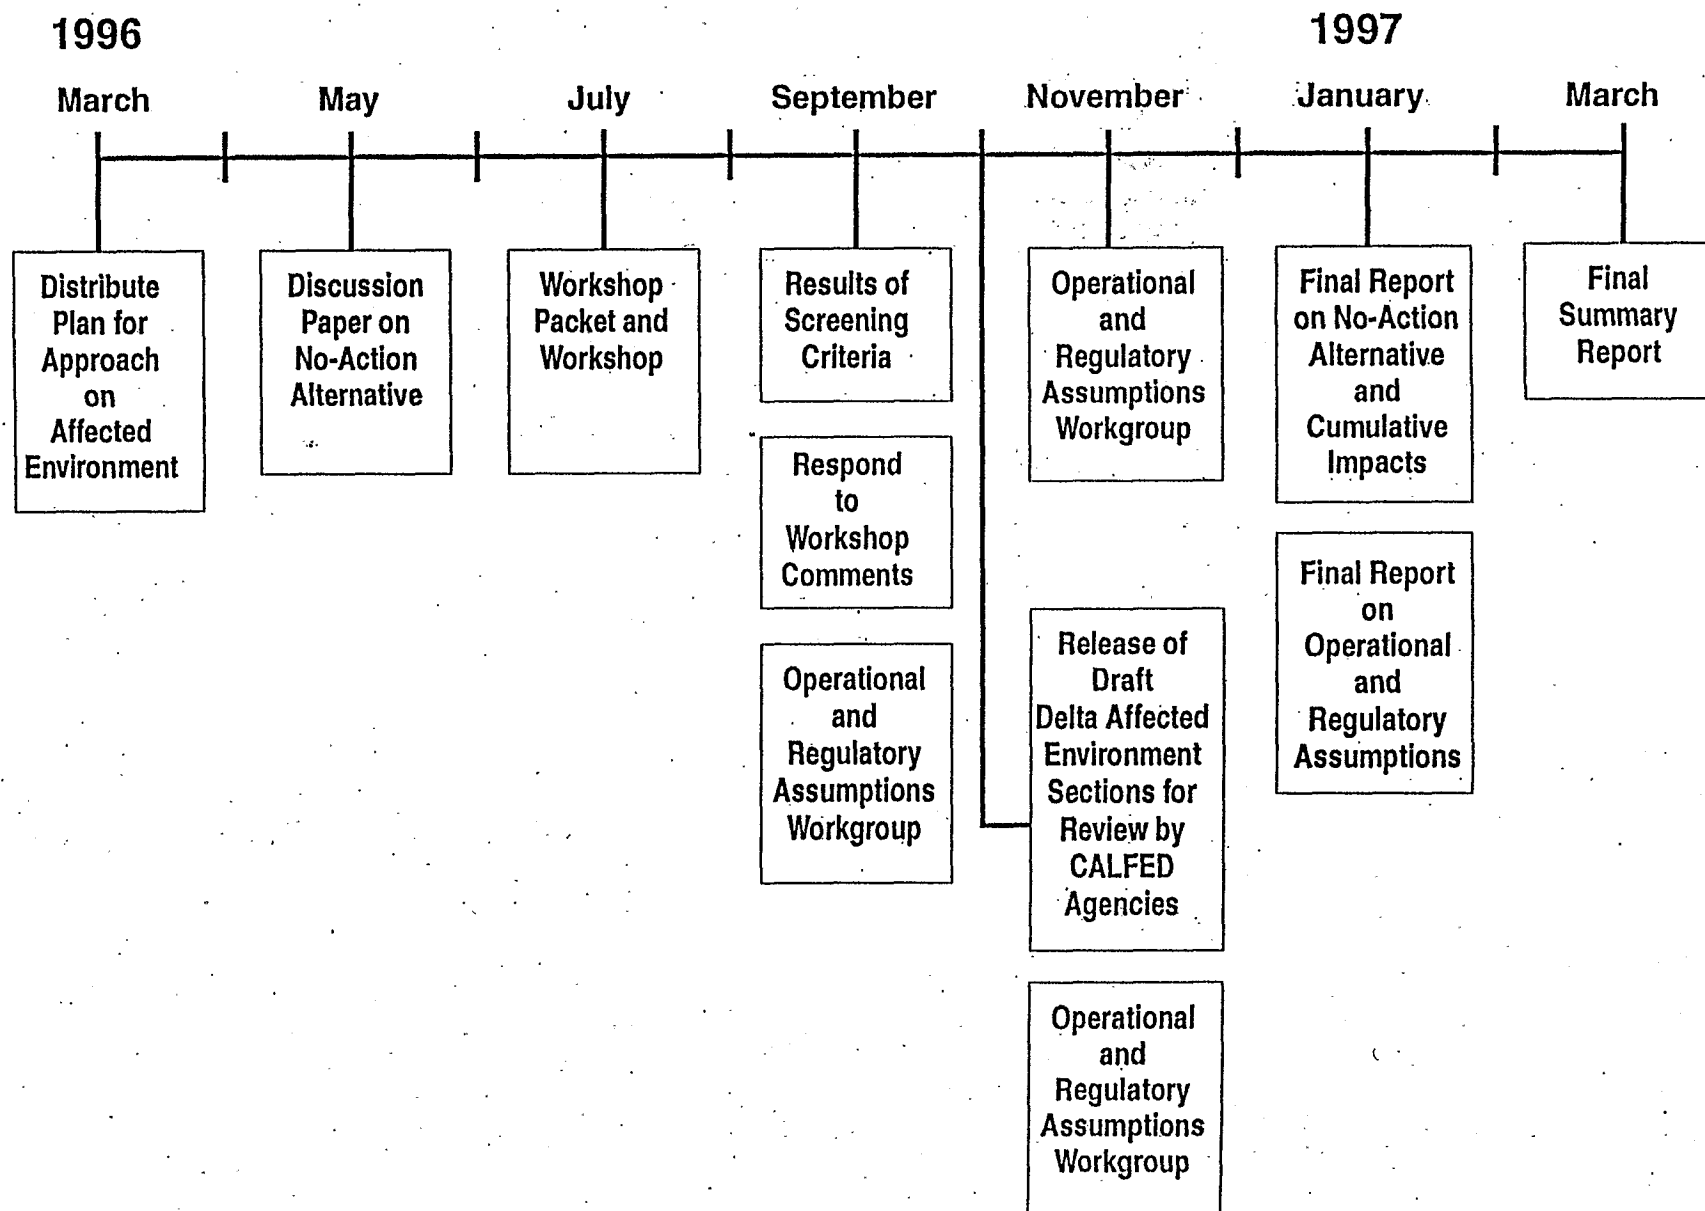 1996
1997
March
May
July
September
November
January
March
Distribute
Plan for
Approach
on
Affected
Environment
Discussion
Paper on
No-Action
Alternative
Workshop
Packet and
Workshop
Results of
Screening
Criteria
Respond
to
Workshop
Comments
Operational
and
Regulatory
Assumptions
Workgroup
Operational
and
Regulatory
Assumptions
Workgroup
Release of
Draft
Delta Affected
Environment
Sections for
Review by
CALFED
Agencies
Operational
and
Regulatory
Assumptions
Workgroup
Final Report
on No-Action
Alternative
and
Cumulative
Impacts
Final Report
on
Operational
and
Regulatory
Assumptions
Final
Summary
Report